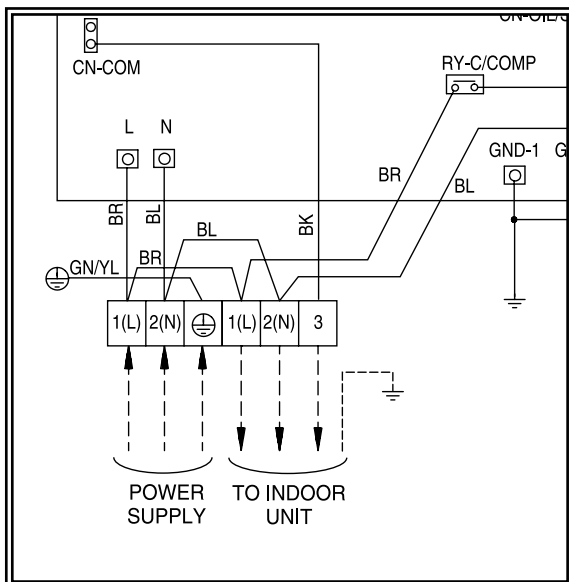 CN-COM
RY-C/COMP
L N
GND-1
BR
BL
BR
BL
BK
BL
BR
GN/YL
1(L) 2(N) 1(L) 2(N) 3
POWER
SUPPLY
TO INDOOR
UNIT